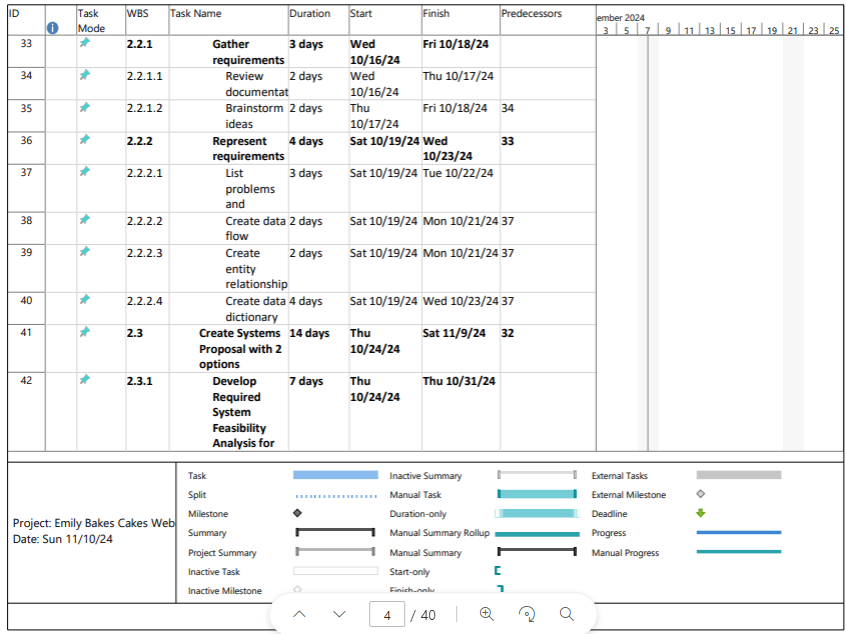 ID Task Mode WBS Task Name Duration Start Finish Predecessors ember 2024
3 5 7 9 11 13 15 17 19 21 23 25
33 2.2.1 Gather requirements 3 days Wed 10/16/24 Fri 10/18/24
34 2.2.1.1 Review documentat 2 days Wed 10/16/24 Thu 10/17/24
35 2.2.1.2 Brainstorm ideas 2 days Thu 10/17/24 Fri 10/18/24 34
36 2.2.2 Represent requirements 4 days Sat 10/19/24 Wed 10/23/24 33
37 2.2.2.1 List problems and 3 days Sat 10/19/24 Tue 10/22/24
38 2.2.2.2 Create data flow 2 days Sat 10/19/24 Mon 10/21/24 37
39 2.2.2.3 Create entity relationship 2 days Sat 10/19/24 Mon 10/21/24 37
40 2.2.2.4 Create data dictionary 4 days Sat 10/19/24 Wed 10/23/24 37
41 2.3 Create Systems Proposal with 2 options 14 days Thu 10/24/24 Sat 11/9/24 32
42 2.3.1 Develop Required System Feasibility Analysis for 7 days Thu 10/24/24 Thu 10/31/24
Project: Emily Bakes Cakes Web
Date: Sun 11/10/24
Task Inactive Summary External Tasks
Split Manual Task External Milestone
Milestone Duration-only Deadline
Summary Manual Summary Rollup Progress
Project Summary Manual Summary Manual Progress
Inactive Task Start-only
Inactive Milestone Finish-only
4 / 40